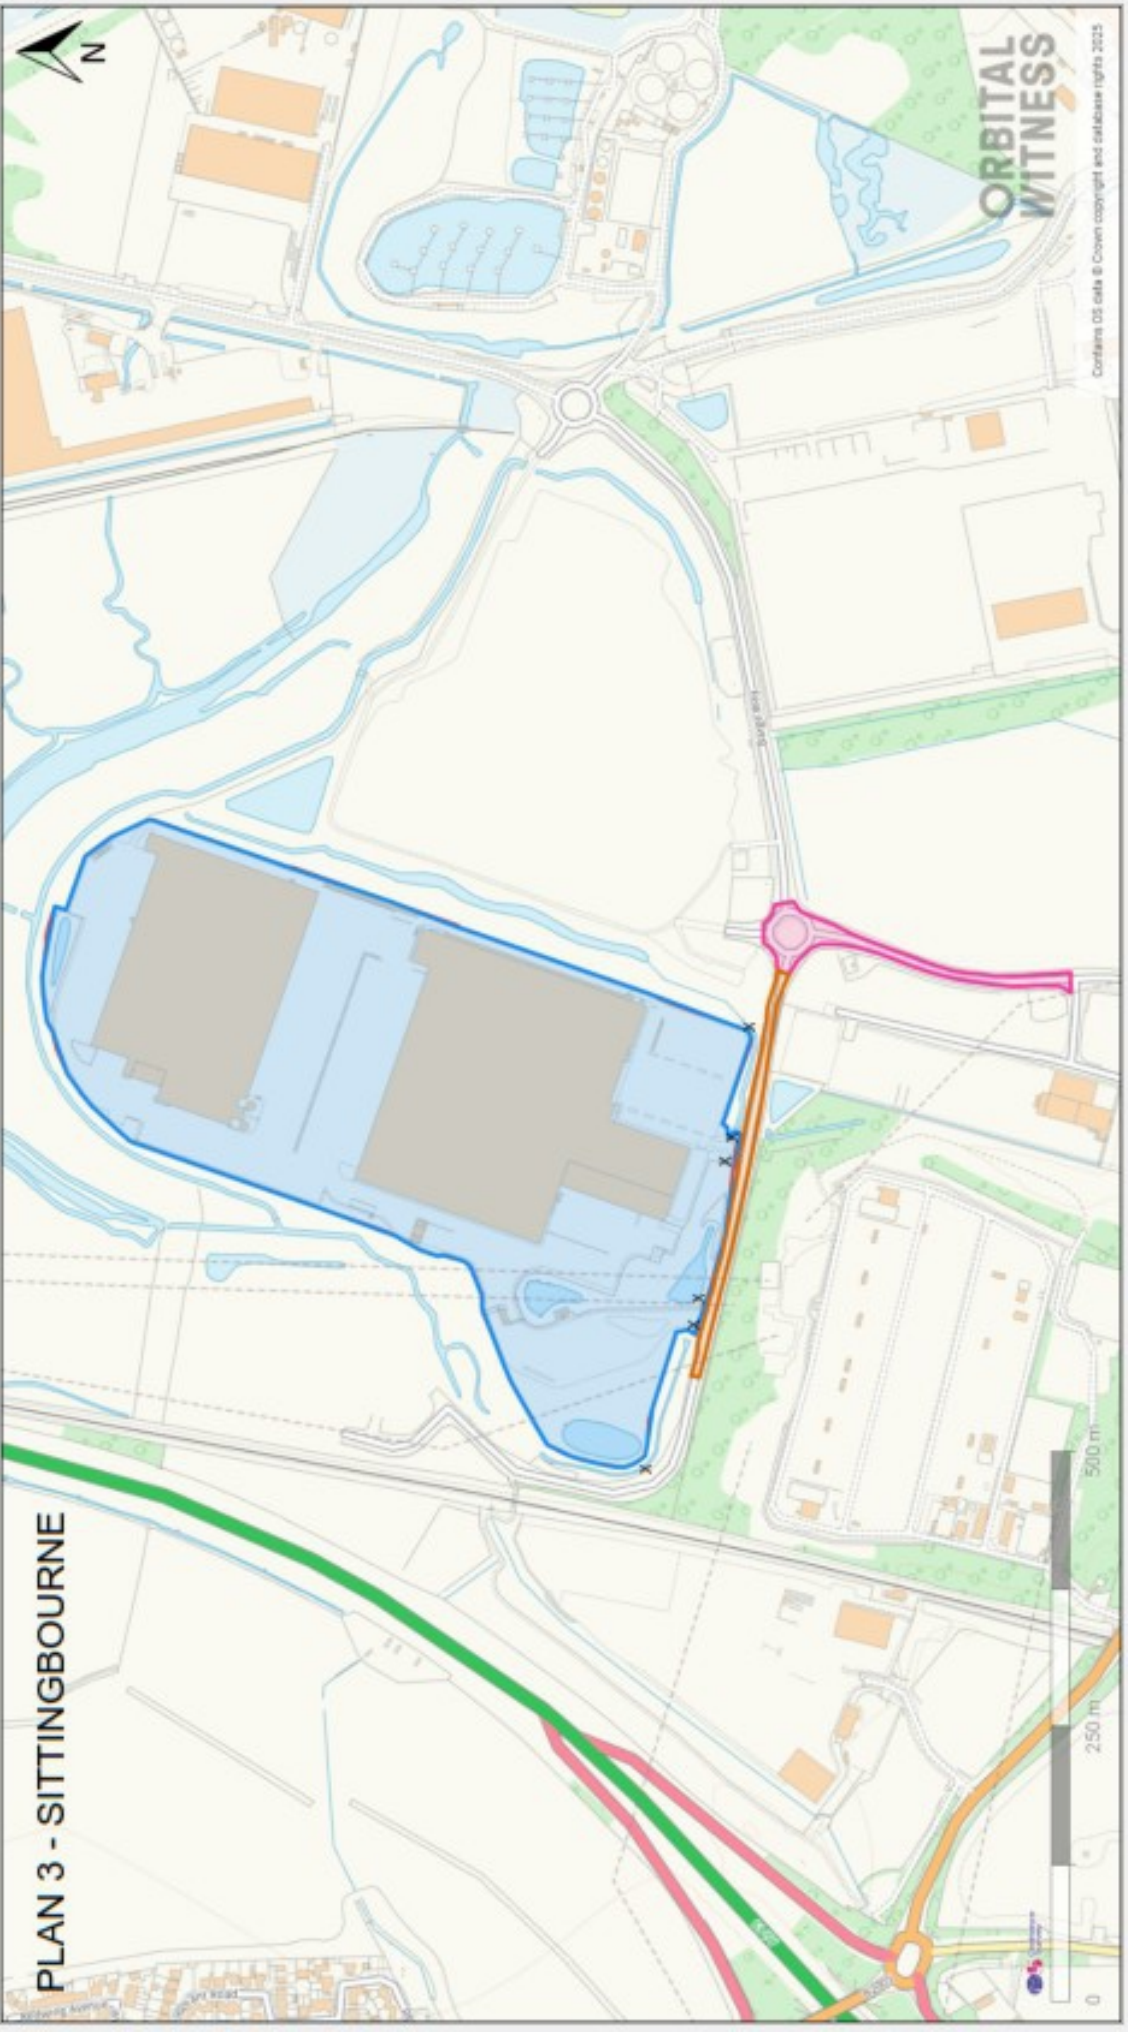 PLAN 3 - SITTINGBOURNE
N
ORBITAL
WITNESS
Contains OS data © Crown copyright and database rights 2025
0
250 m
500 m
x
x
x
x
x
x